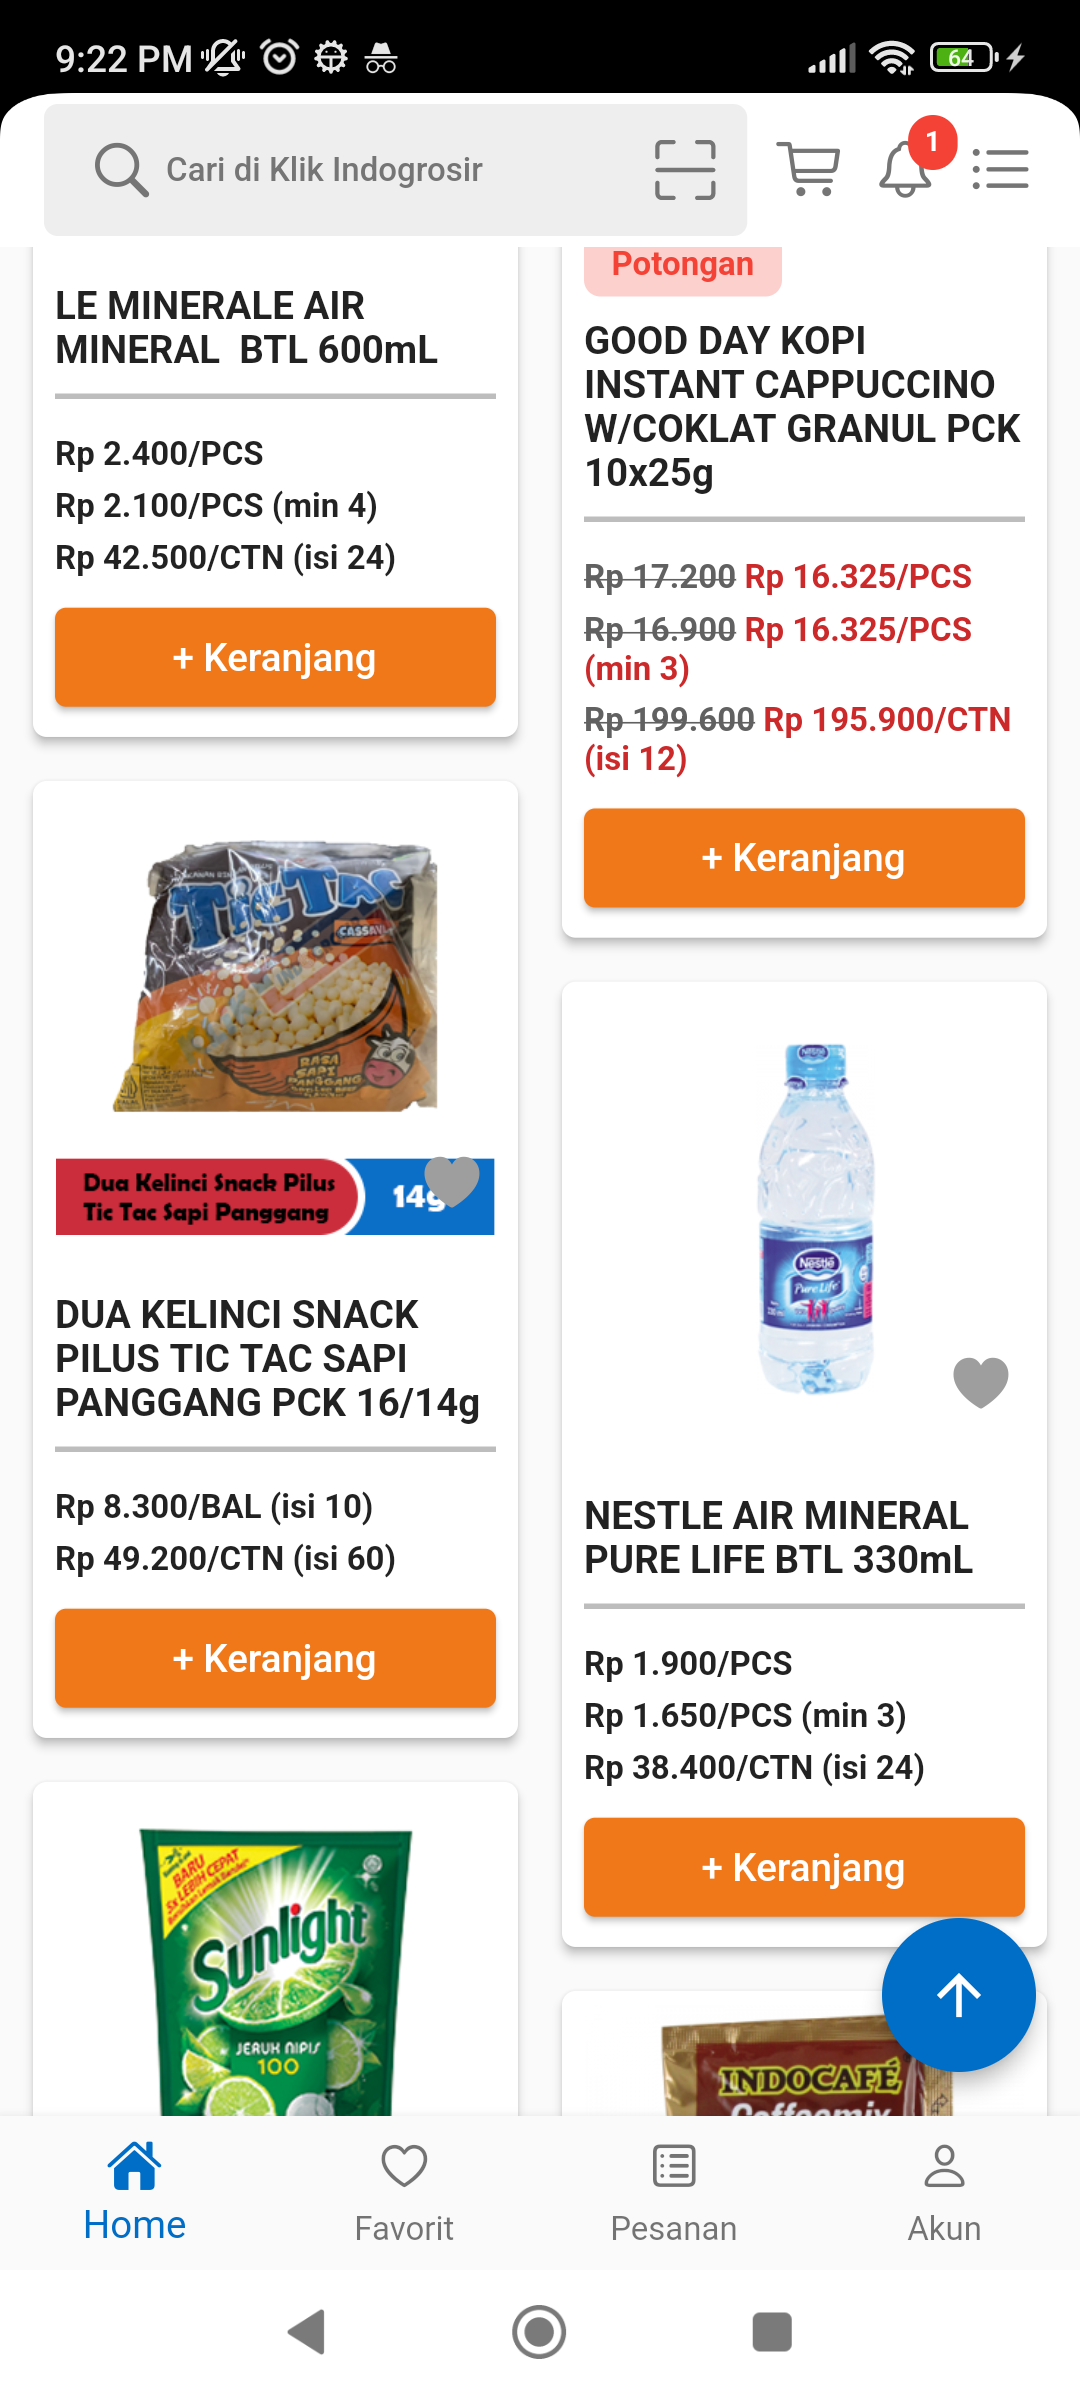 9:22 PM
64
Cari di Klik Indogrosir
1
LE MINERALE AIR
MINERAL BTL 600mL
Rp 2.400/PCS
Rp 2.100/PCS (min 4)
Rp 42.500/CTN (isi 24)
+ Keranjang
Potongan
GOOD DAY KOPI
INSTANT CAPPUCCINO
W/COKLAT GRANUL PCK
10x25g
Rp 17.200 Rp 16.325/PCS
Rp 16.900 Rp 16.325/PCS
(min 3)
Rp 199.600 Rp 195.900/CTN
(isi 12)
+ Keranjang
TicTac
CASSAVA
RASA
SAPI
PANGGANG
Dua Kelinci Snack Pilus
Tic Tac Sapi Panggang
14g
DUA KELINCI SNACK
PILUS TIC TAC SAPI
PANGGANG PCK 16/14g
Rp 8.300/BAL (isi 10)
Rp 49.200/CTN (isi 60)
+ Keranjang
Nestlé
Nestlé
Pure Life
NESTLE AIR MINERAL
PURE LIFE BTL 330mL
Rp 1.900/PCS
Rp 1.650/PCS (min 3)
Rp 38.400/CTN (isi 24)
+ Keranjang
BARU
5x LEBIH CEPAT
Sunlight
JERUK NIPIS
100
INDOCAFÉ
Coffeemix
Home
Favorit
Pesanan
Akun